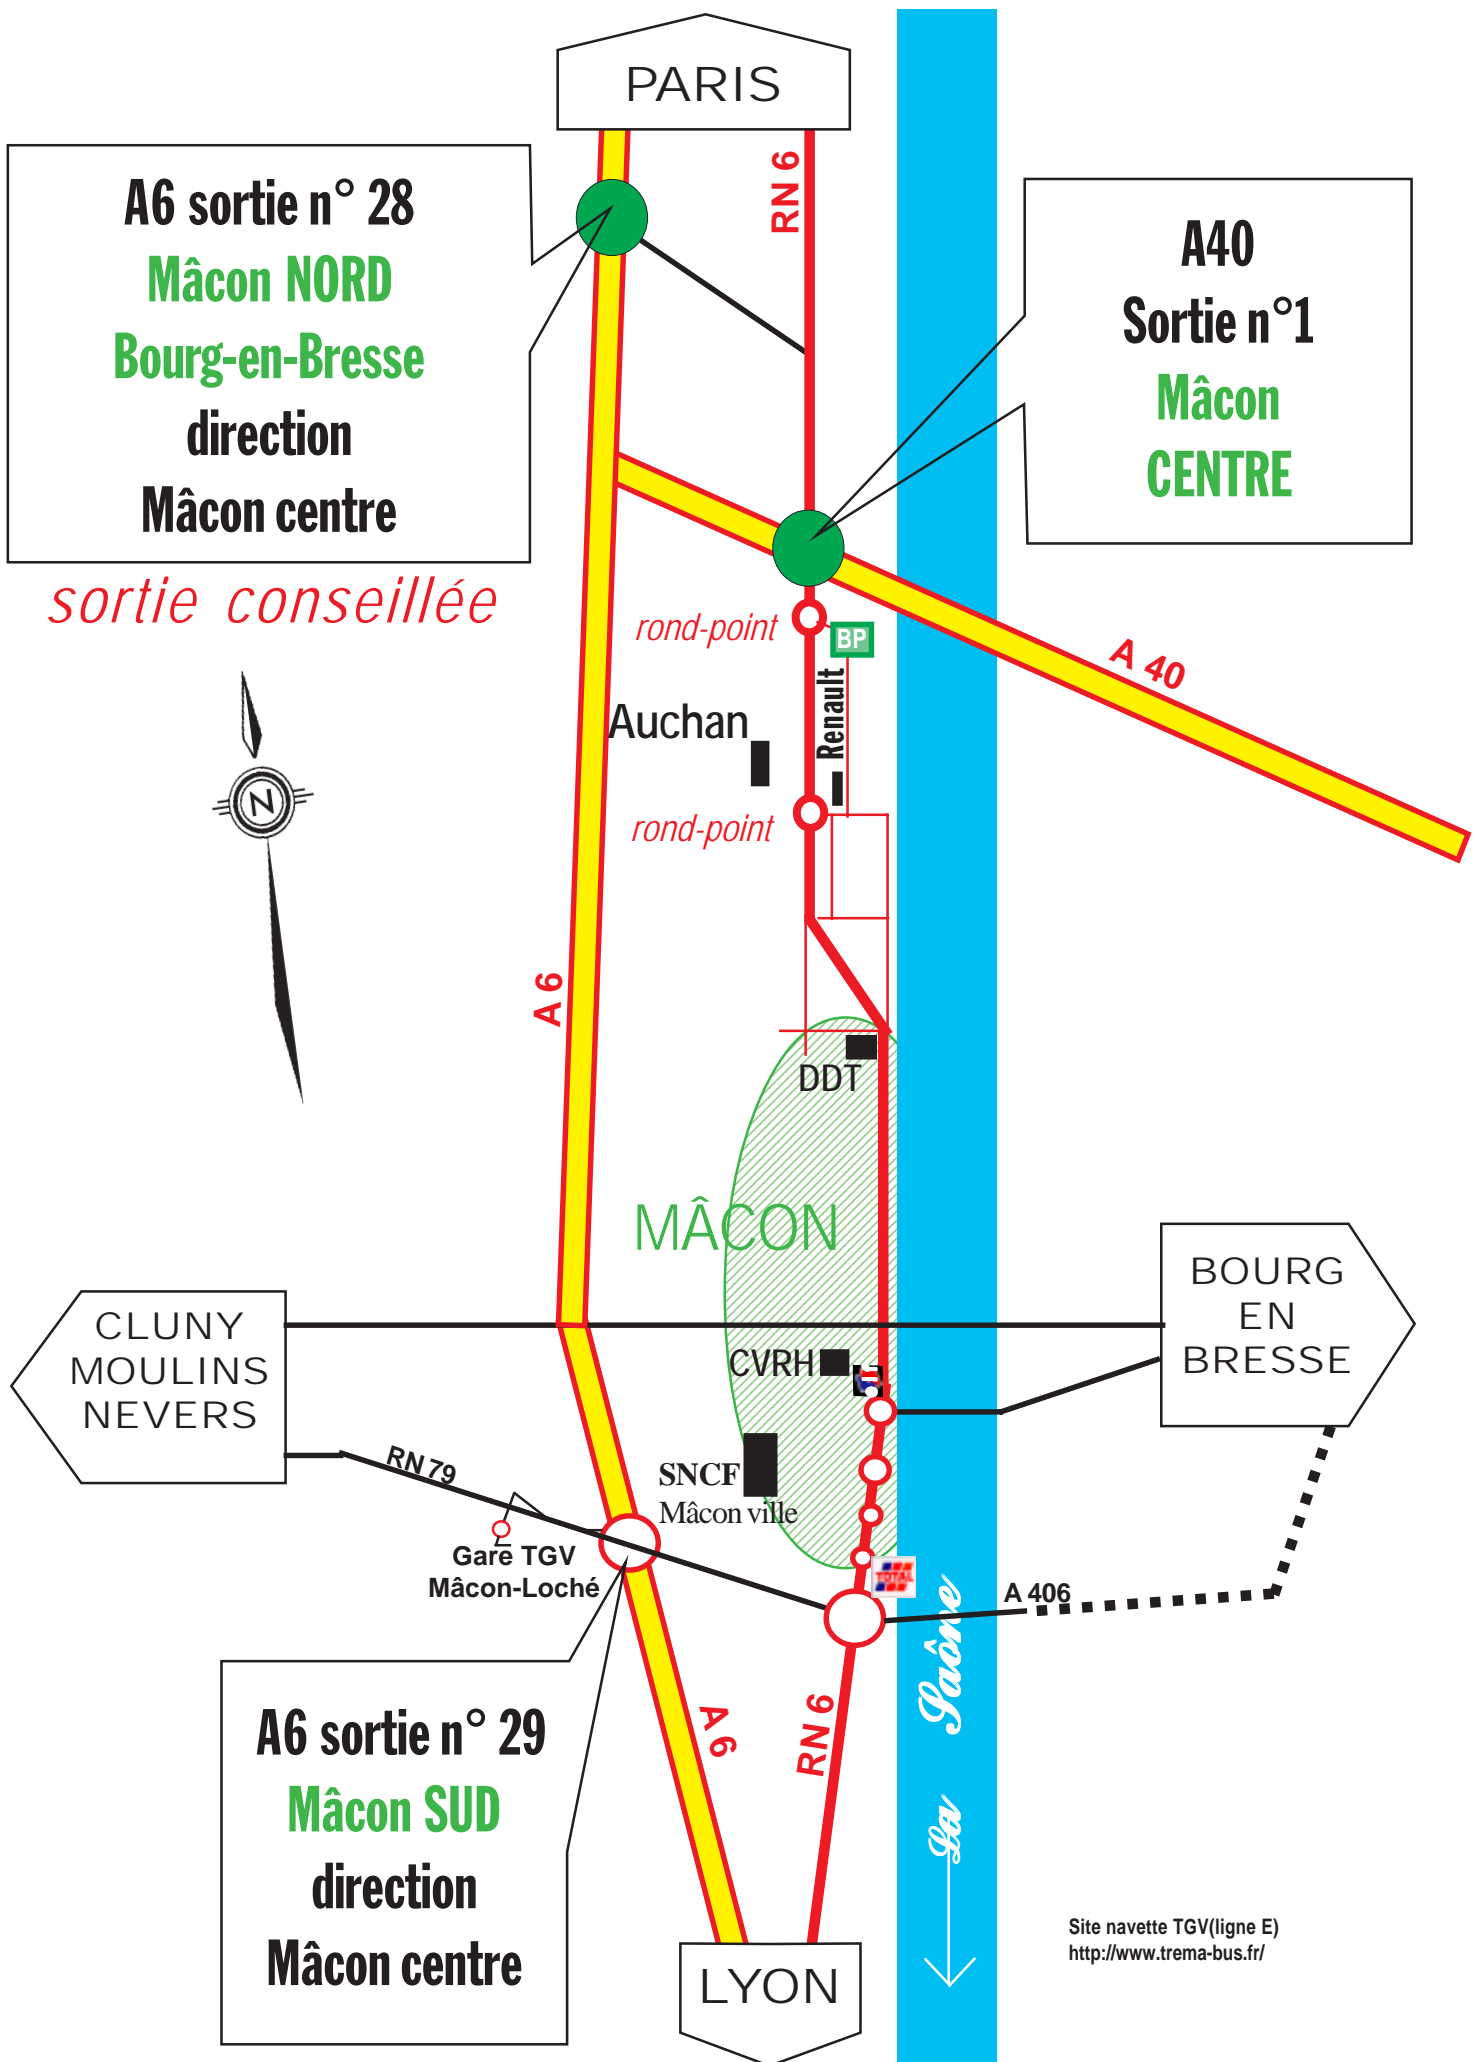 PARIS
A6 sortie n° 28
Mâcon NORD
Bourg-en-Bresse
direction
Mâcon centre
sortie conseillée
RN 6
A40
Sortie n°1
Mâcon
CENTRE
rond-point
BP
A 40
Renault
Auchan
rond-point
N
A 6
DDT
MÂCON
BOURG
EN
BRESSE
CLUNY
MOULINS
NEVERS
CVRH
RN 79
SNCF
Mâcon ville
Gare TGV
Mâcon-Loché
TOTAL
A 406
La Saône
A6 sortie n° 29
Mâcon SUD
direction
Mâcon centre
A 6
RN 6
LYON
Site navette TGV(ligne E)
http://www.trema-bus.fr/